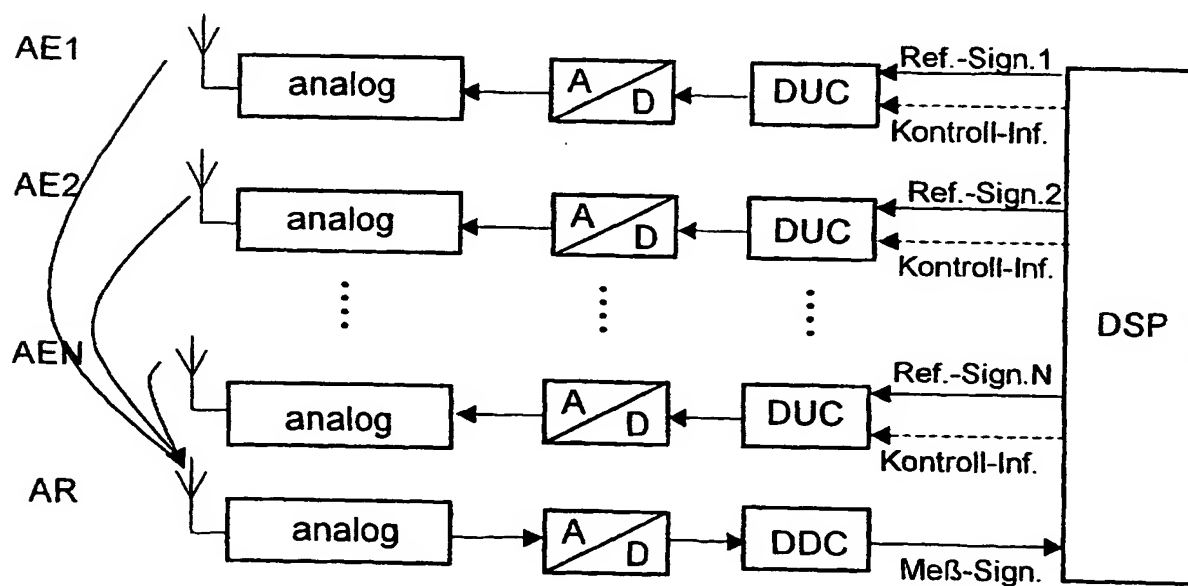 AE1
analog
A
D
DUC
Ref.-Sign.1
Kontroll-Inf.
AE2
analog
A
D
DUC
Ref.-Sign.2
Kontroll-Inf.
DSP
AEN
analog
A
D
DUC
Ref.-Sign.N
Kontroll-Inf.
AR
analog
A
D
DDC
Meß-Sign.